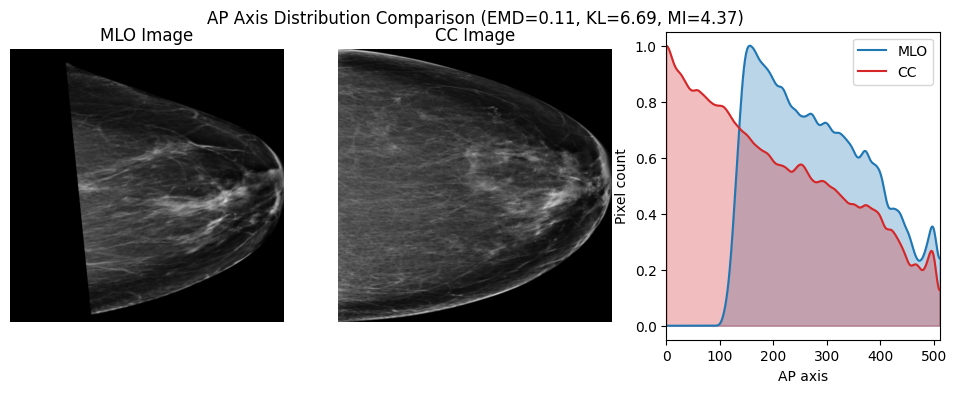 AP Axis Distribution Comparison (EMD=0.11, KL=6.69, MI=4.37)
MLO Image
CC Image
MLO
CC
Pixel count
1.0
0.8
0.6
0.4
0.2
0.0
0 100 200 300 400 500
AP axis